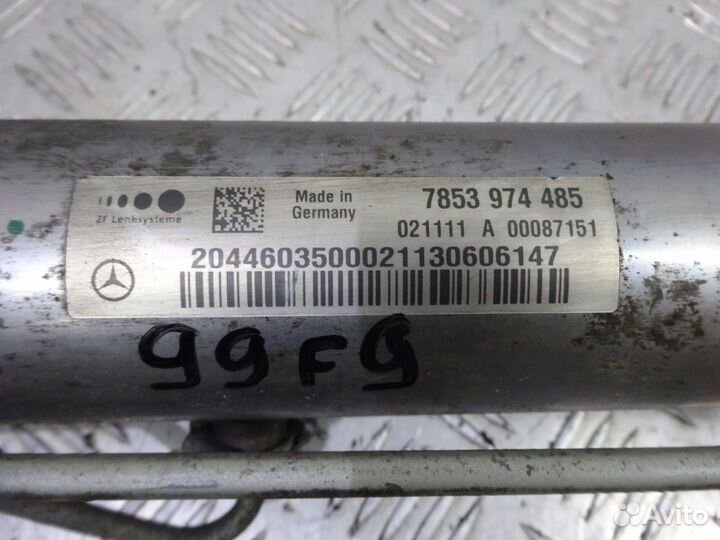 ZF Lenksysteme
Made in
Germany
7853 974 485
021111 A 00087151
2044603500021130606147
99F9
Avito